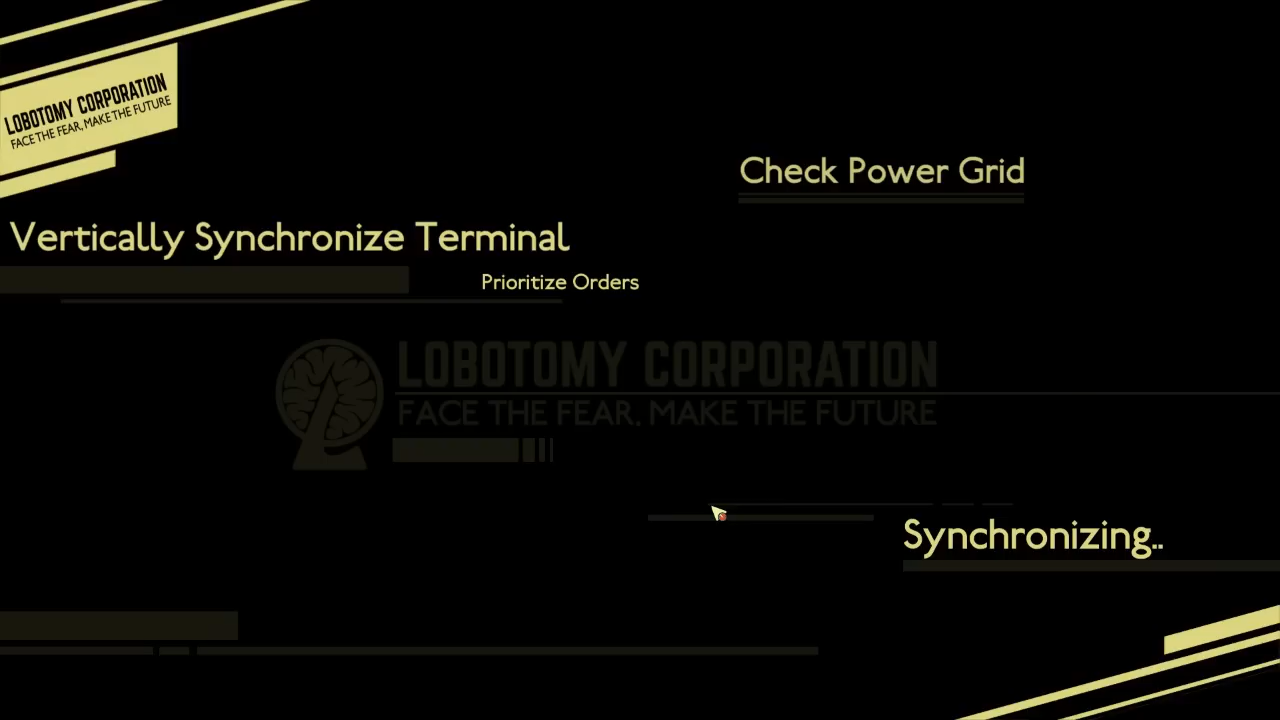 LOBOTOMY CORPORATION
FACE THE FEAR, MAKE THE FUTURE
Check Power Grid
Vertically Synchronize Terminal
Prioritize Orders
LOBOTOMY CORPORATION
FACE THE FEAR, MAKE THE FUTURE
Synchronizing..